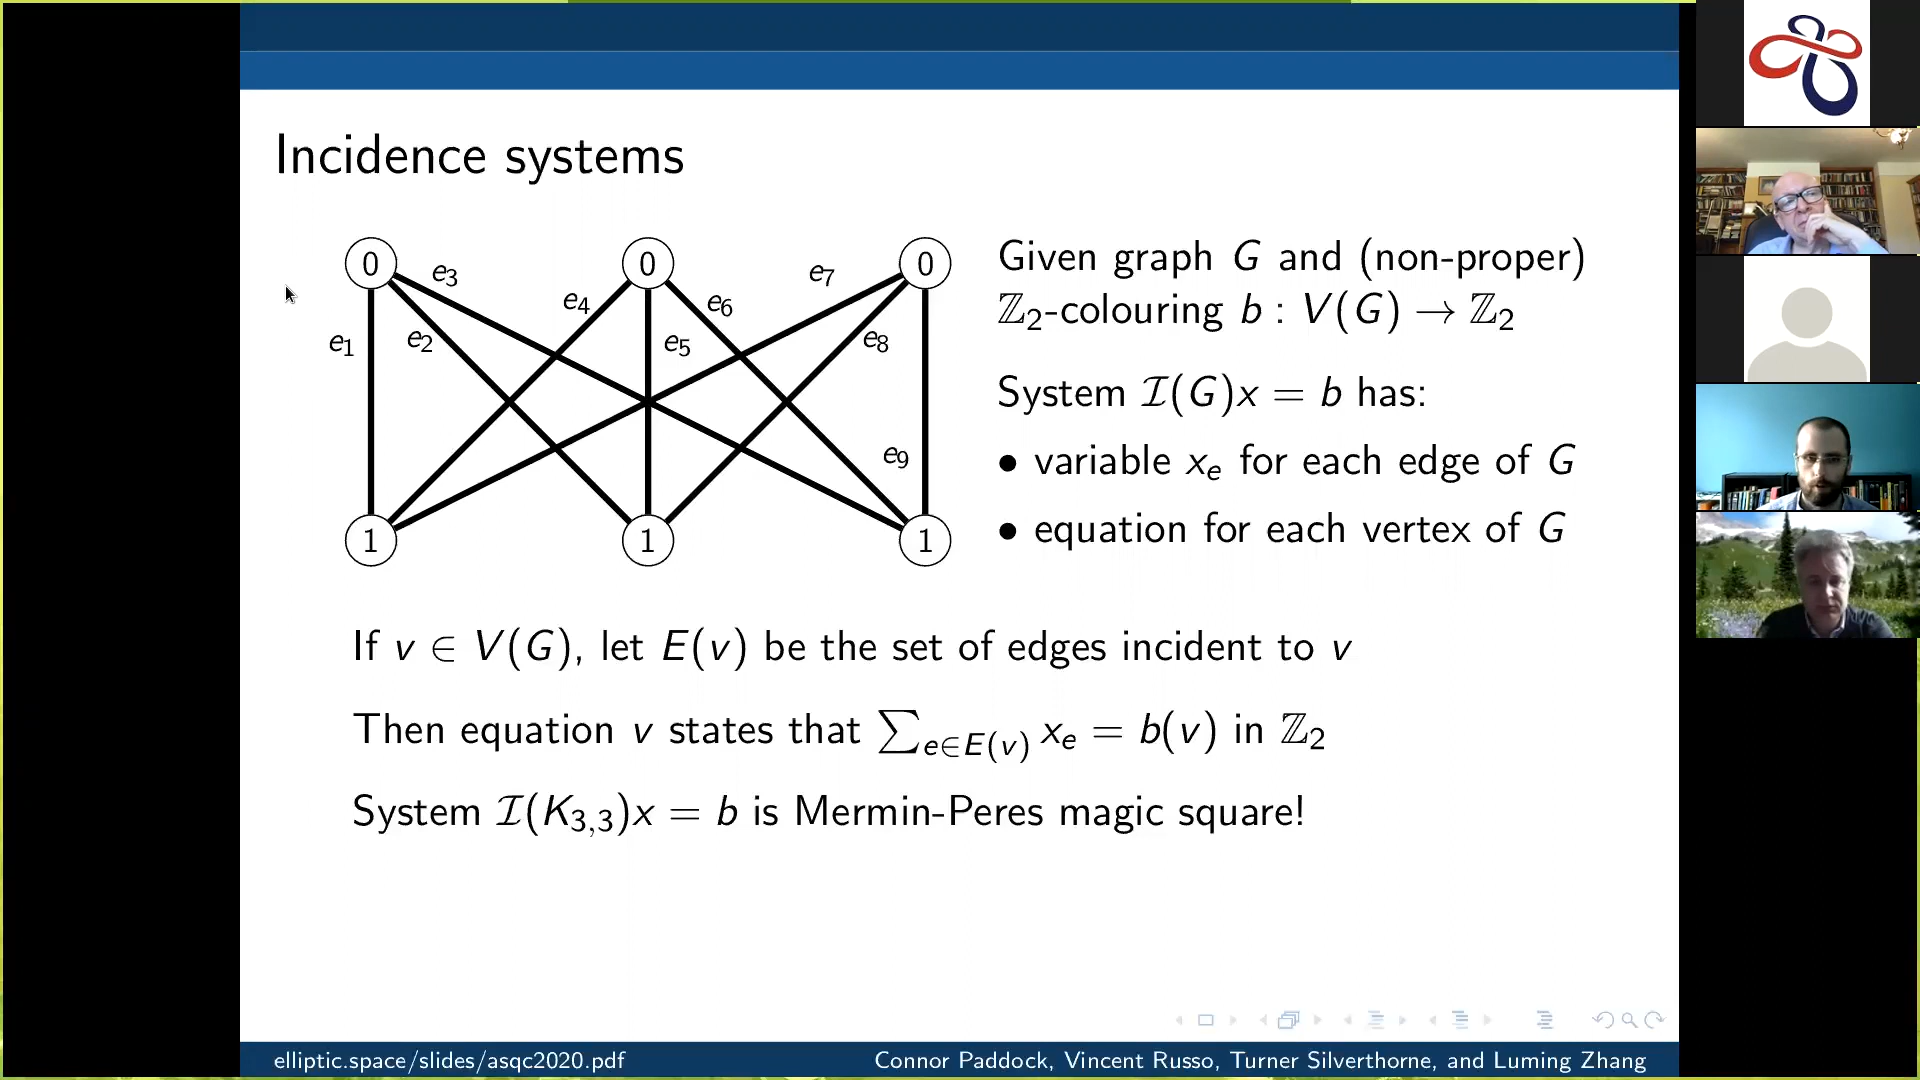 Incidence systems
0 0 0
e3 e7
e4 e6
e1 e2 e5 e8
e9
1 1 1
Given graph G and (non-proper)
ℤ₂-colouring b : V(G) → ℤ₂
System ℐ(G)x = b has:
• variable xₑ for each edge of G
• equation for each vertex of G
If v ∈ V(G), let E(v) be the set of edges incident to v
Then equation v states that ∑_{e∈E(v)} xₑ = b(v) in ℤ₂
System ℐ(K₃,₃)x = b is Mermin-Peres magic square!
elliptic.space/slides/asqc2020.pdf
Connor Paddock, Vincent Russo, Turner Silverthorne, and Luming Zhang